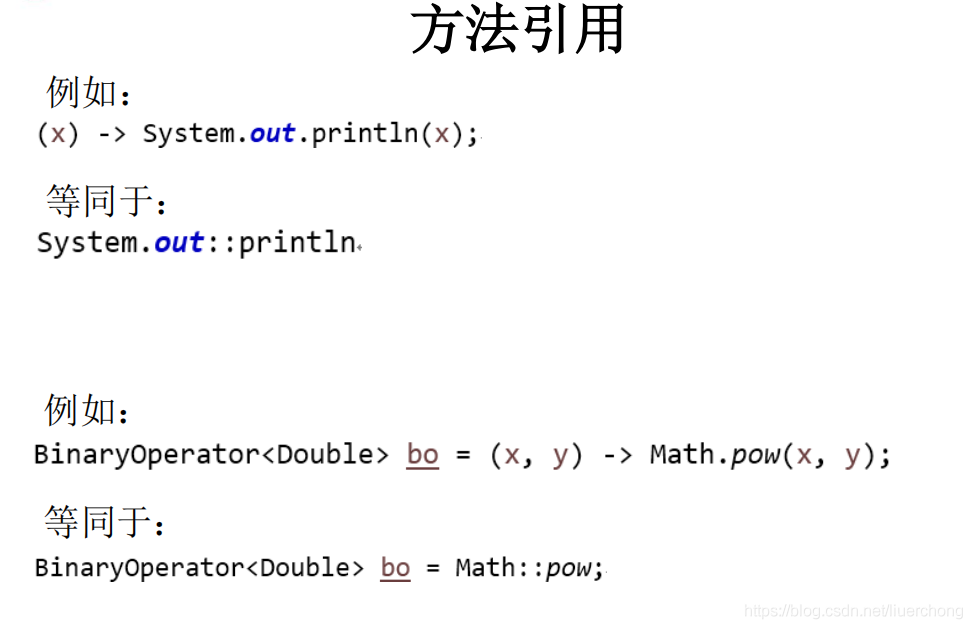 方法引用
例如：
(x) -> System.out.println(x);
等同于：
System.out::println
例如：
BinaryOperator<Double> bo = (x, y) -> Math.pow(x, y);
等同于：
BinaryOperator<Double> bo = Math::pow;
https://blog.csdn.net/liuerchong